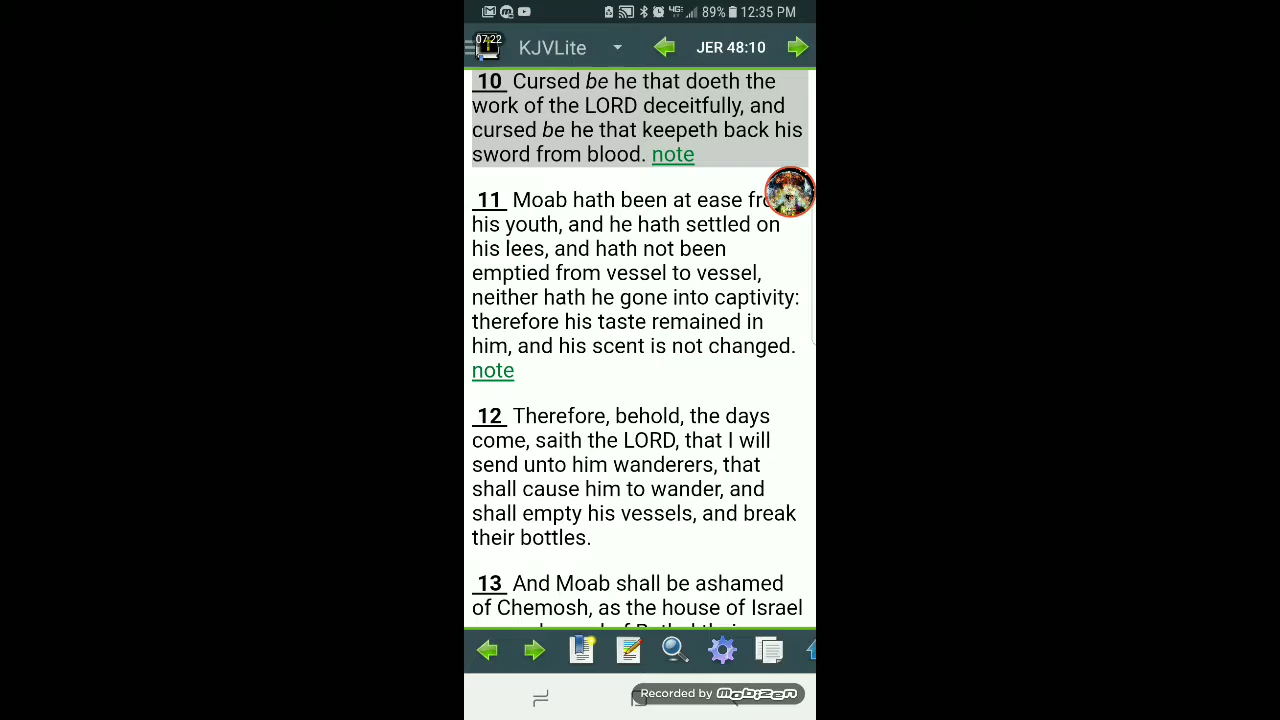 89% 12:35 PM
07:22 KJVLite JER 48:10
10 Cursed be he that doeth the
work of the LORD deceitfully, and
cursed be he that keepeth back his
sword from blood. note
11 Moab hath been at ease
his youth, and he hath settled on
his lees, and hath not been
emptied from vessel to vessel,
neither hath he gone into captivity:
therefore his taste remained in
him, and his scent is not changed.
note
12 Therefore, behold, the days
come, saith the LORD, that I will
send unto him wanderers, that
shall cause him to wander, and
shall empty his vessels, and break
their bottles.
13 And Moab shall be ashamed
of Chemosh, as the house of Israel
Recorded by MOBIZEN